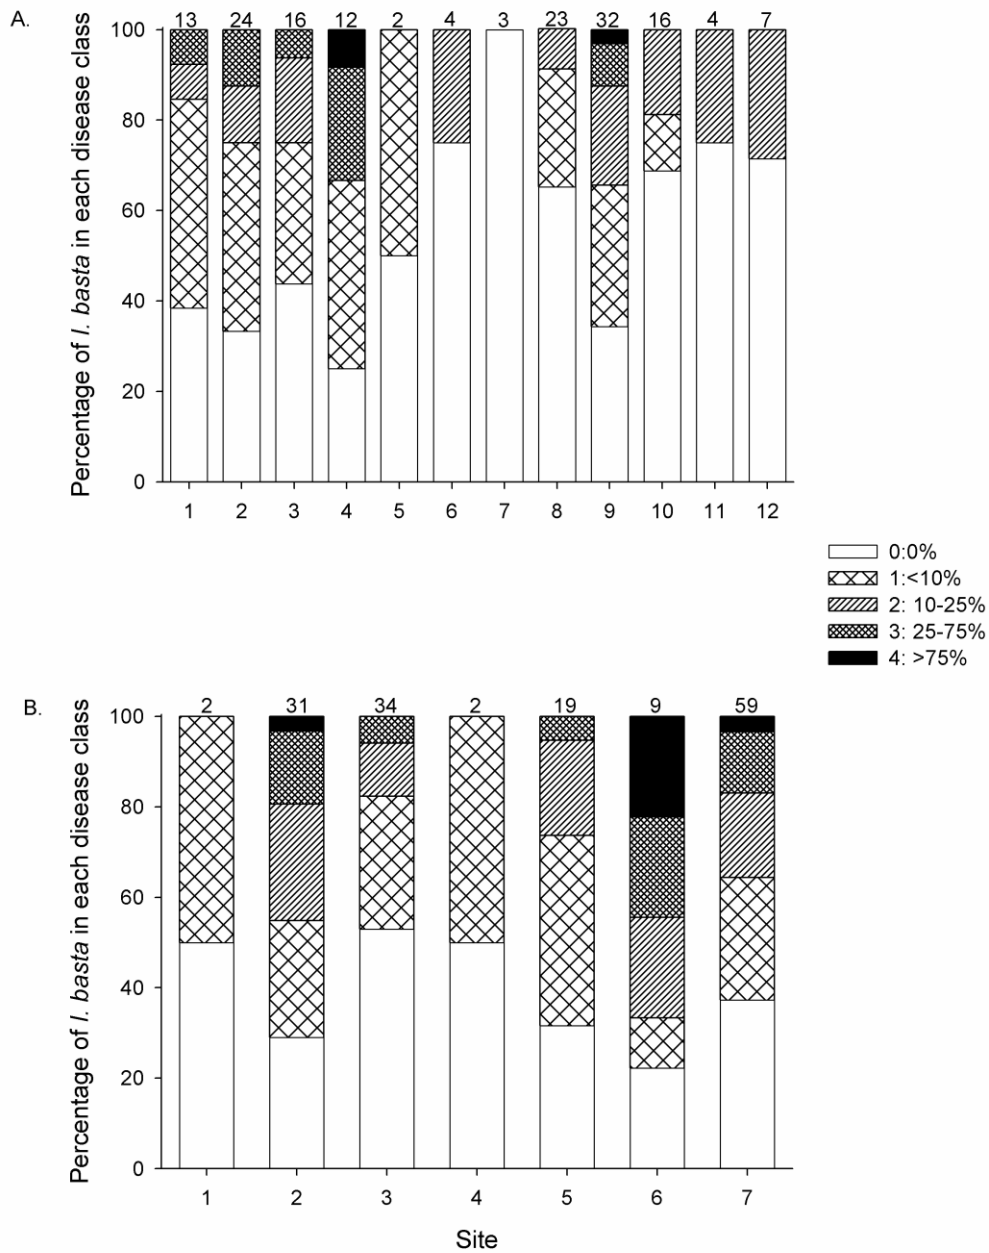 A.
13 24 16 12 2 4 3 23 32 16 4 7
Percentage of I. basta in each disease class
100
80
60
40
20
0
1 2 3 4 5 6 7 8 9 10 11 12
0:0%
1:<10%
2: 10-25%
3: 25-75%
4: >75%
B.
2 31 34 2 19 9 59
Percentage of I. basta in each disease class
100
80
60
40
20
0
1 2 3 4 5 6 7
Site